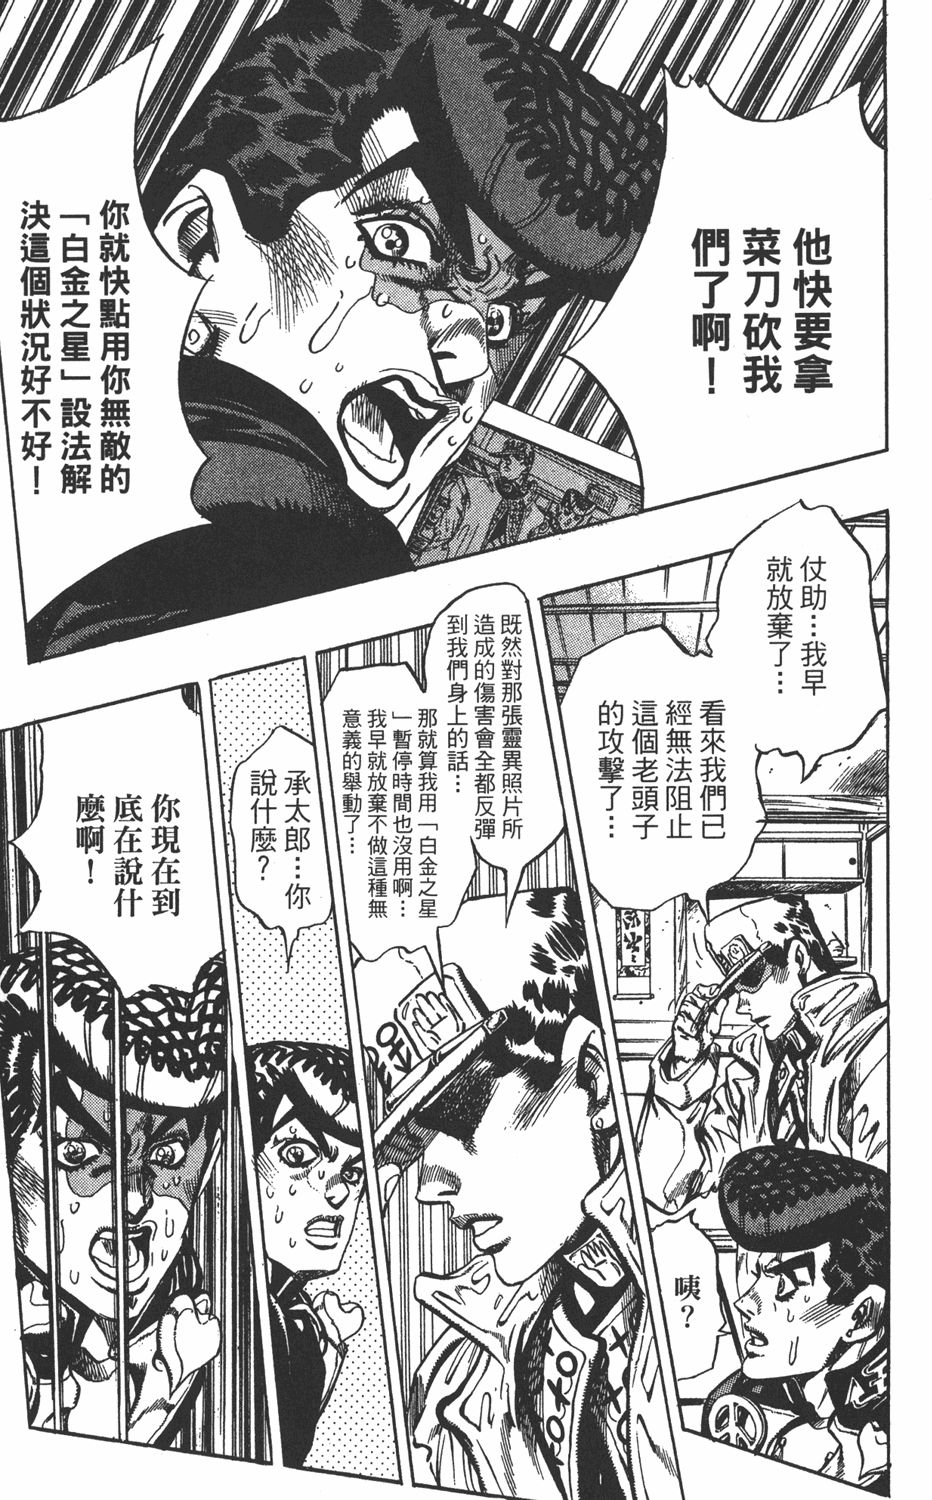 他快要拿
菜刀砍我
們了啊！
你就快點用你無敵的
「白金之星」設法解
決這個狀況好不好！
仗助…我早
就放棄了…
看來我們已
經無法阻止
這個老頭子
的攻擊了…
咦？
既然對那張靈異照片所
造成的傷害會全都反彈
到我們身上的話…
那就算我用「白金之星
」暫停時間也沒用啊…
我早就放棄不做這種無
意義的舉動了…
承太郎…你
說什麼？
你現在到
底在說什
麼啊！